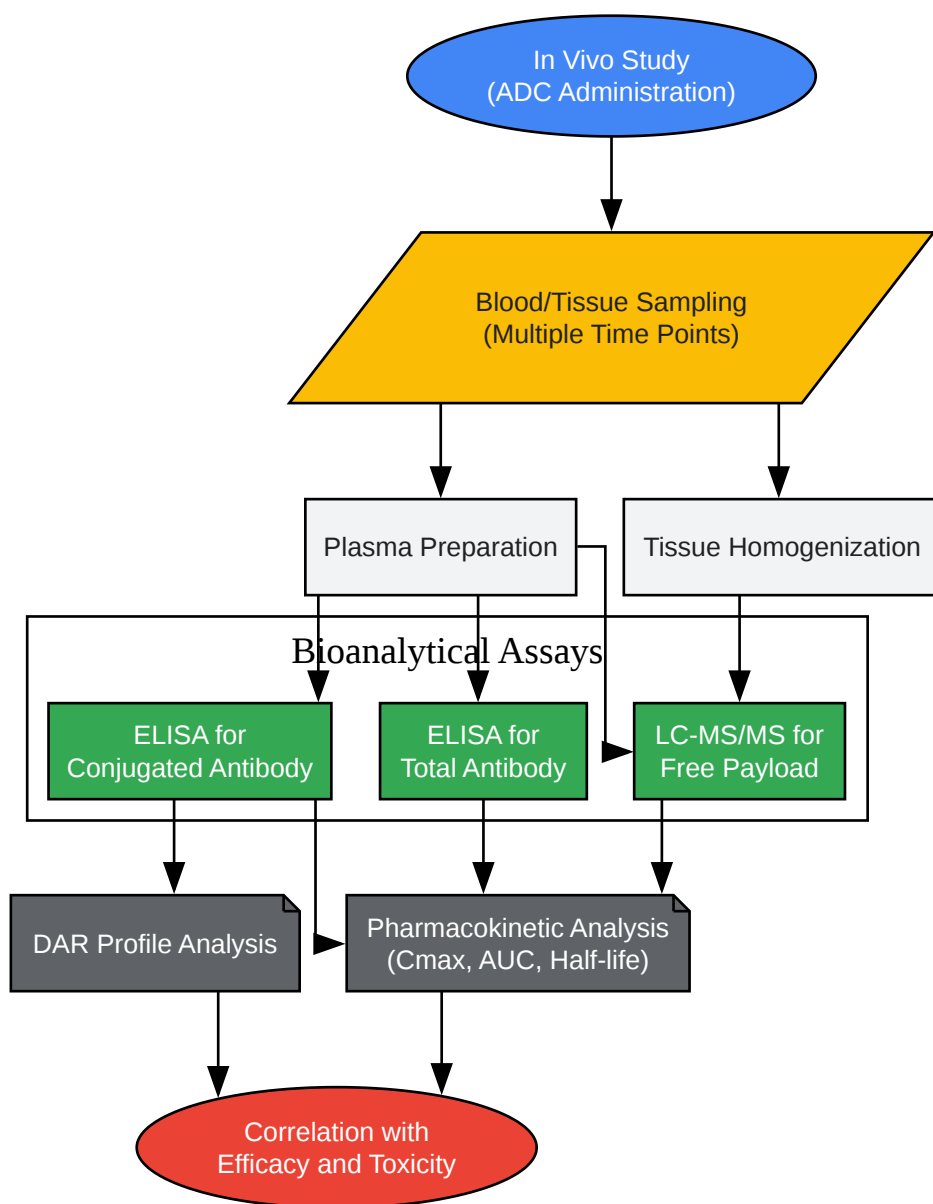 In Vivo Study
(ADC Administration)
Blood/Tissue Sampling
(Multiple Time Points)
Plasma Preparation
Tissue Homogenization
Bioanalytical Assays
ELISA for
Conjugated Antibody
ELISA for
Total Antibody
LC-MS/MS for
Free Payload
DAR Profile Analysis
Pharmacokinetic Analysis
(Cmax, AUC, Half-life)
Correlation with
Efficacy and Toxicity